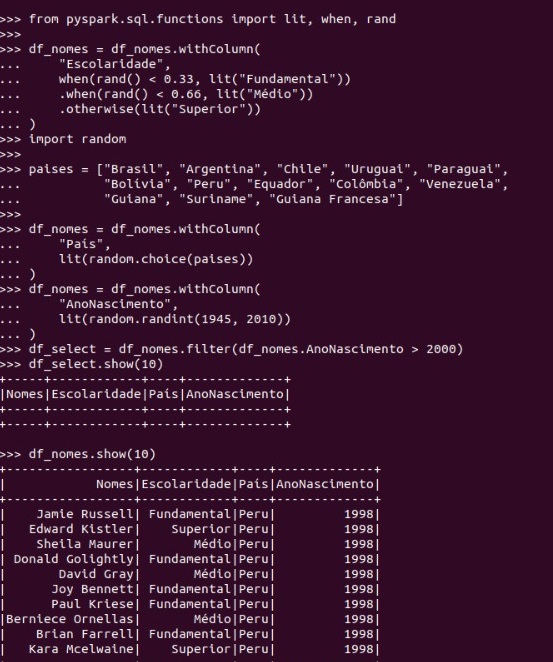 >>> from pyspark.sql.functions import lit, when, rand
>>>
>>> df_nomes = df_nomes.withColumn(
...     "Escolaridade",
...     when(rand() < 0.33, lit("Fundamental"))
...     .when(rand() < 0.66, lit("Médio"))
...     .otherwise(lit("Superior"))
... )
>>> import random
>>>
>>> paises = ["Brasil", "Argentina", "Chile", "Uruguai", "Paraguai",
...           "Bolívia", "Peru", "Equador", "Colômbia", "Venezuela",
...           "Guiana", "Suriname", "Guiana Francesa"]
>>>
>>> df_nomes = df_nomes.withColumn(
...     "País",
...     lit(random.choice(paises))
... )
>>> df_nomes = df_nomes.withColumn(
...     "AnoNascimento",
...     lit(random.randint(1945, 2010))
... )
>>> df_select = df_nomes.filter(df_nomes.AnoNascimento > 2000)
>>> df_select.show(10)
+-----+------------+----+-------------+
|Nomes|Escolaridade|País|AnoNascimento|
+-----+------------+----+-------------+
+-----+------------+----+-------------+
>>> df_nomes.show(10)
+-----------------+------------+----+-------------+
|            Nomes|Escolaridade|País|AnoNascimento|
+-----------------+------------+----+-------------+
|    Jamie Russell| Fundamental|Peru|         1998|
|   Edward Kistler|    Superior|Peru|         1998|
|    Sheila Maurer|       Médio|Peru|         1998|
| Donald Golightly| Fundamental|Peru|         1998|
|       David Gray|       Médio|Peru|         1998|
|      Joy Bennett| Fundamental|Peru|         1998|
|      Paul Kriese| Fundamental|Peru|         1998|
|Berniece Ornellas|       Médio|Peru|         1998|
|    Brian Farrell| Fundamental|Peru|         1998|
|   Kara Mcelwaine|    Superior|Peru|         1998|